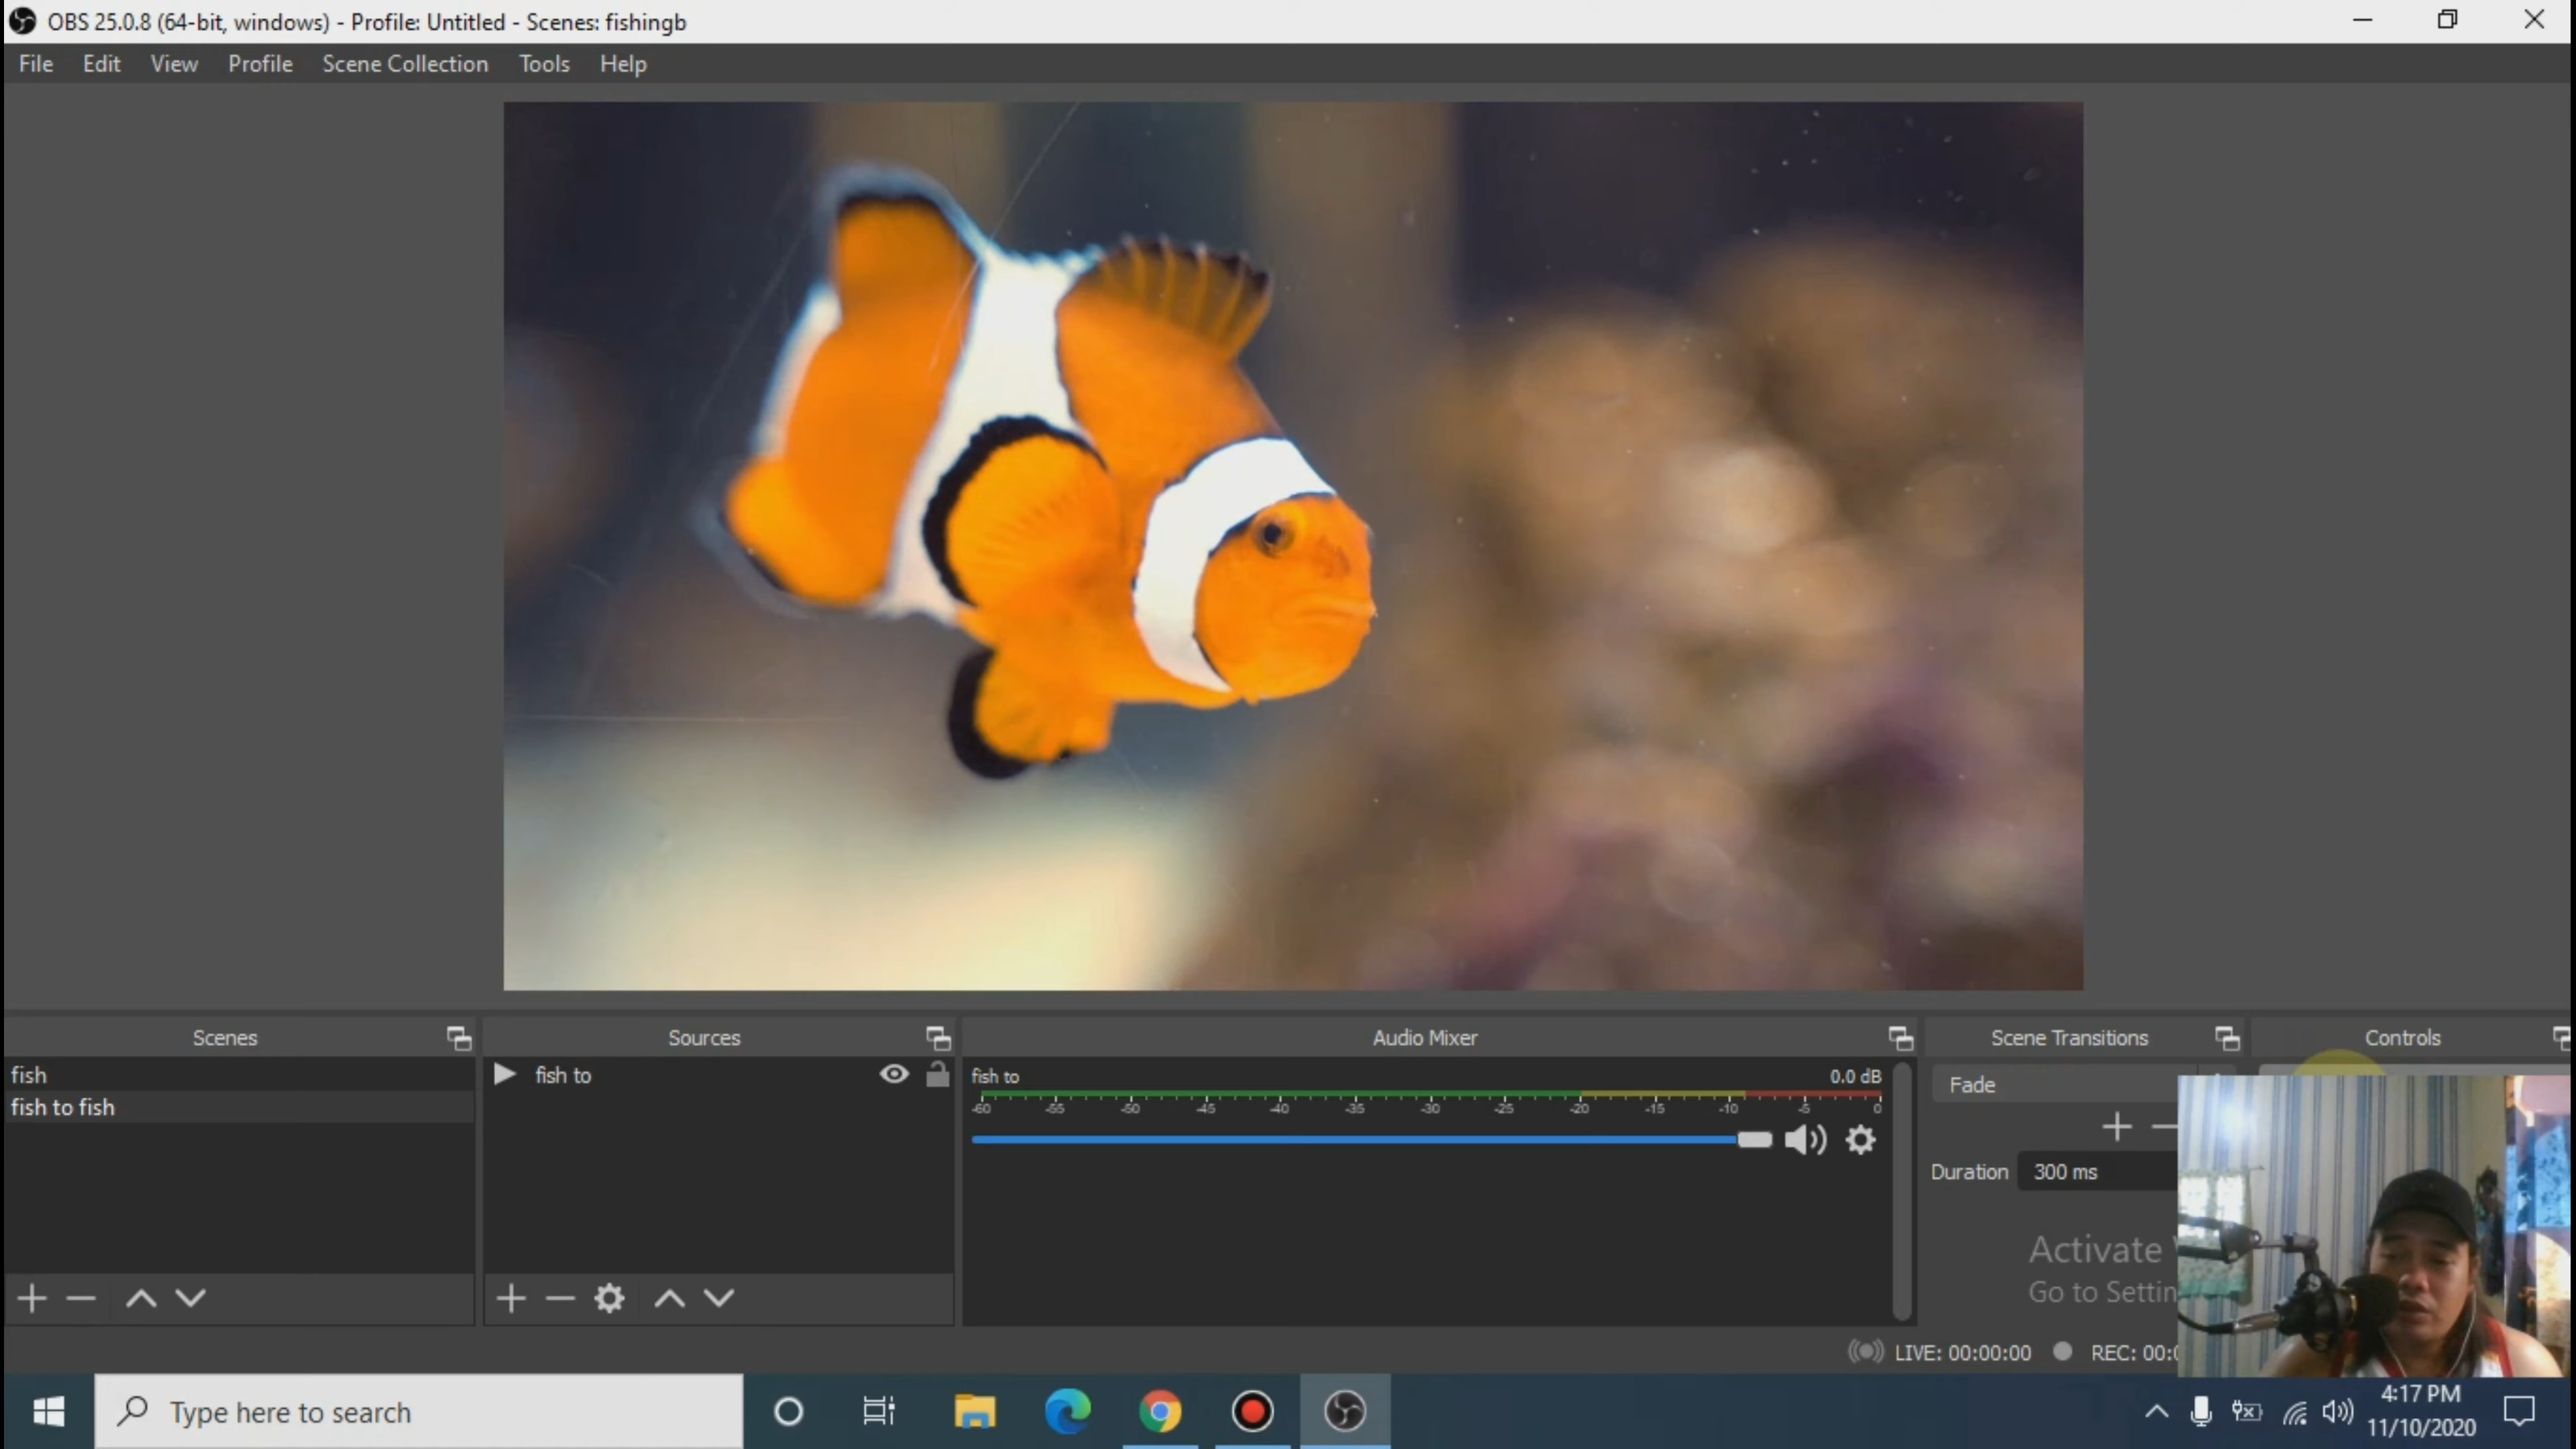 OBS 25.0.8 (64-bit, windows) - Profile: Untitled - Scenes: fishingb
File Edit View Profile Scene Collection Tools Help
Scenes
Sources
Audio Mixer
Scene Transitions
Controls
fish
fish to fish
fish to
fish to
0.0 dB
-60 -55 -50 -45 -40 -35 -30 -25 -20 -15 -10 -5 0
Fade
Duration 300 ms
Activate
Go to Settin
LIVE: 00:00:00
REC: 00:0
Type here to search
4:17 PM
11/10/2020